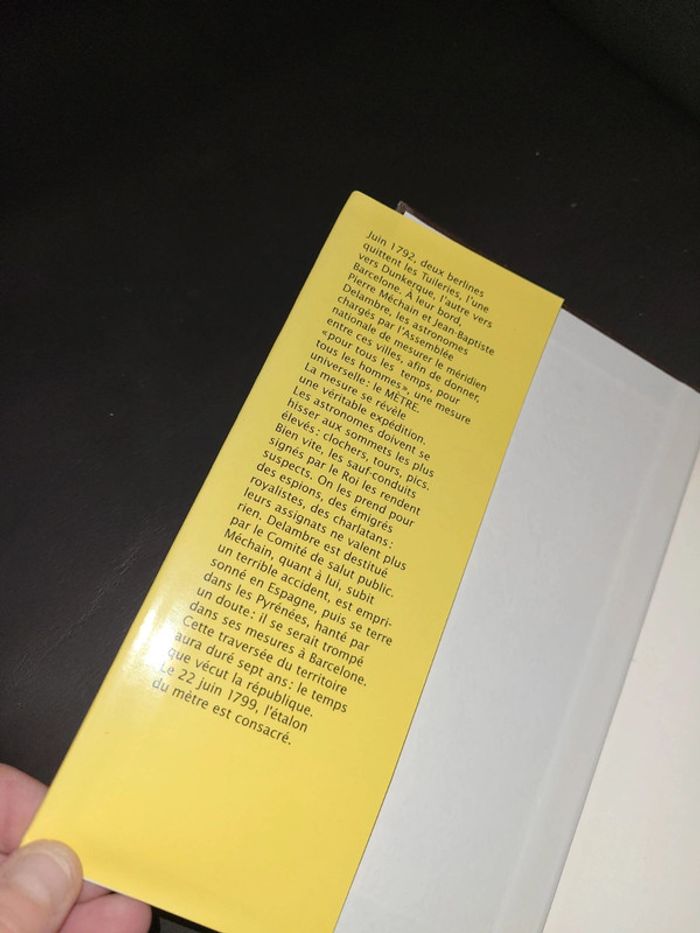 Juin 1792, deux berlines
quittent les Tuileries, l'une
vers Dunkerque, l'autre vers
Barcelone. À leur bord,
Pierre Méchain et Jean-Baptiste
Delambre, les astronomes
chargés par l'Assemblée
nationale de mesurer le méridien
entre ces villes, afin de donner,
«pour tous les temps, pour
tous les hommes», une mesure
universelle: le MÈTRE.
La mesure se révèle
une véritable expédition.
Les astronomes doivent se
hisser aux sommets les plus
élevés: clochers, tours, pics.
Bien vite, les sauf-conduits
signés par le Roi les rendent
suspects. On les prend pour
des espions, des émigrés
royalistes, des charlatans:
leurs assignats ne valent plus
rien. Delambre est destitué
par le Comité de salut public.
Méchain, quant à lui, subit
un terrible accident, est empri-
sonné en Espagne, puis se terre
dans les Pyrénées, hanté par
un doute: il se serait trompé
dans ses mesures à Barcelone.
Cette traversée du territoire
aura duré sept ans: le temps
que vécut la république.
Le 22 juin 1799, l'étalon
du mètre est consacré.